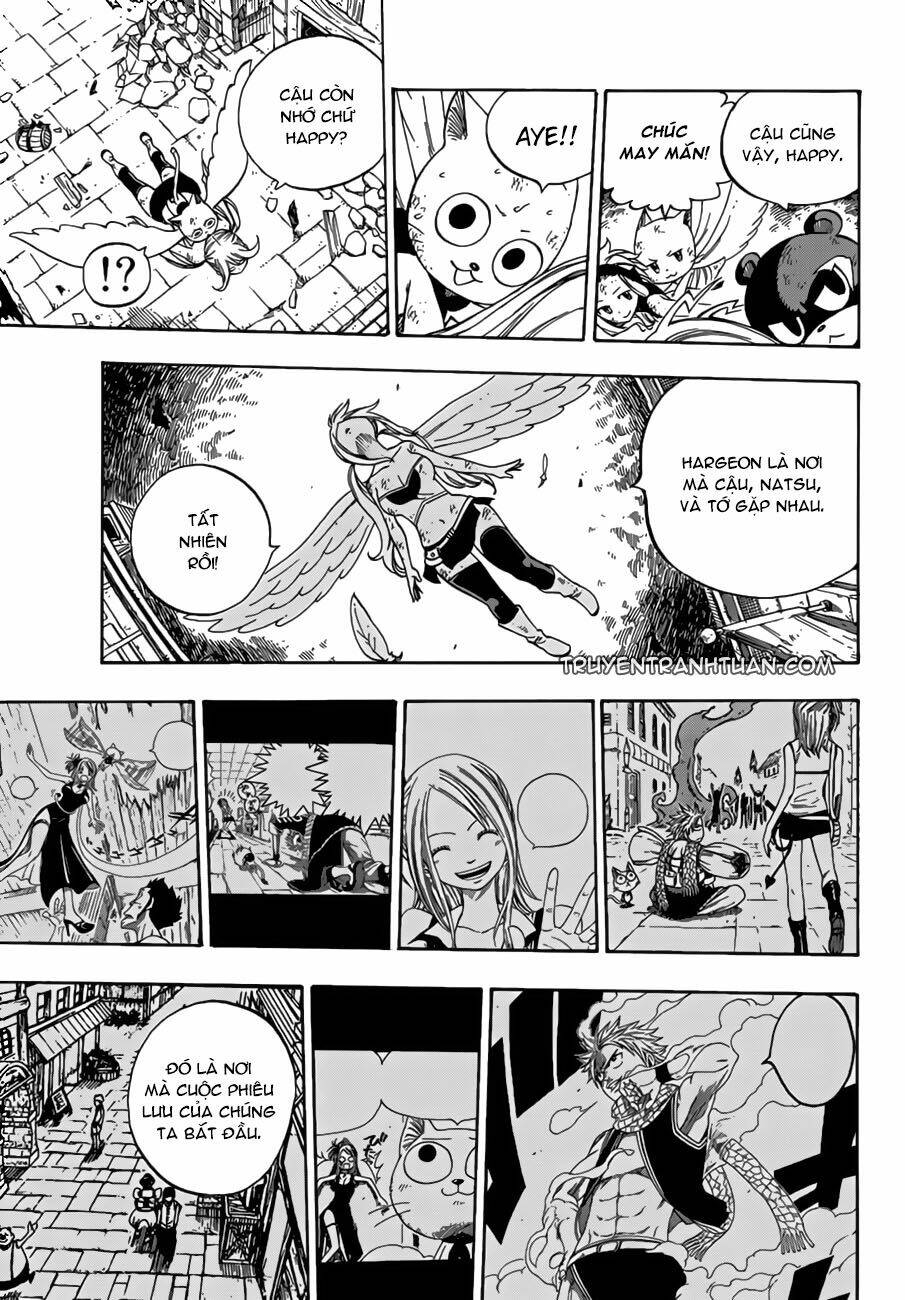 CẬU CŨNG
VẬY, HAPPY.
CHÚC
MAY MẮN!
AYE!!
CẬU CÒN
NHỚ CHỨ
HAPPY?
!?
HARGEON LÀ NƠI
MÀ CẬU, NATSU,
VÀ TỚ GẶP NHAU.
TẤT
NHIÊN
RỒI!
TRUYENTRANHTUAN.COM
ĐÓ LÀ NƠI
MÀ CUỘC PHIÊU
LƯU CỦA CHÚNG
TA BẮT ĐẦU.